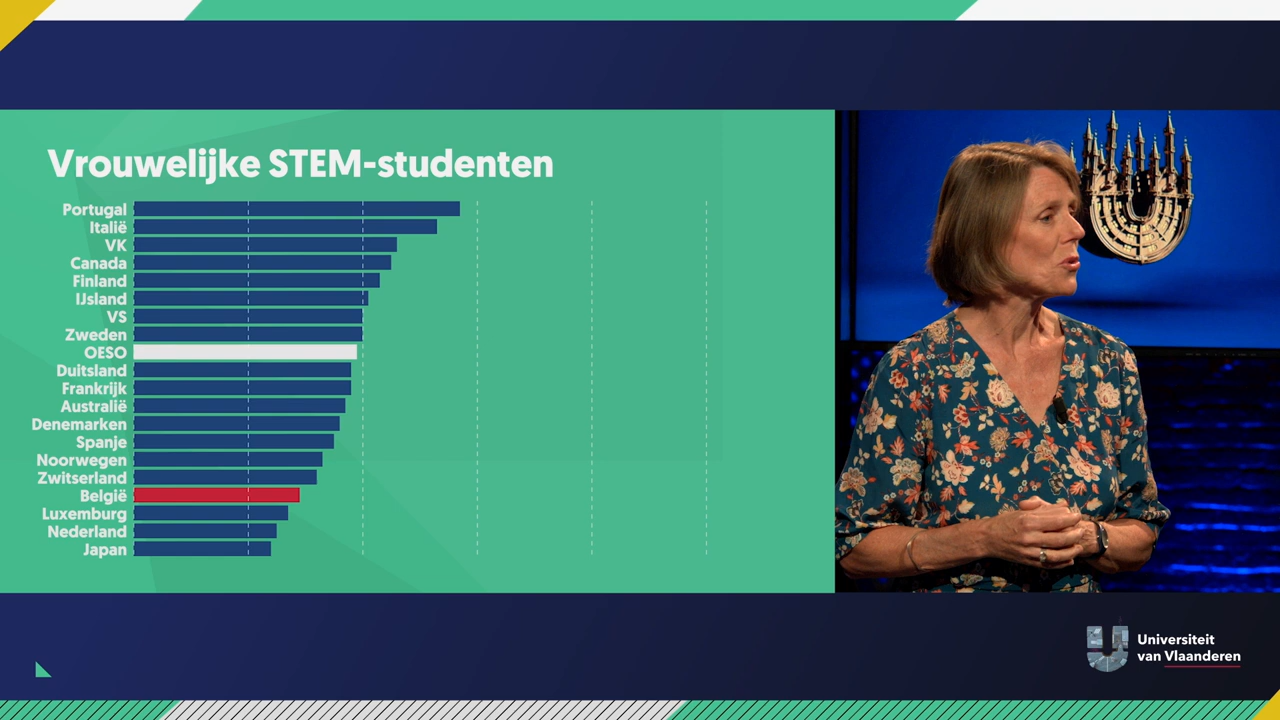 Vrouwelijke STEM-studenten
Portugal
Italië
VK
Canada
Finland
IJsland
VS
Zweden
OESO
Duitsland
Frankrijk
Australië
Denemarken
Spanje
Noorwegen
Zwitserland
België
Luxemburg
Nederland
Japan
Universiteit
van Vlaanderen